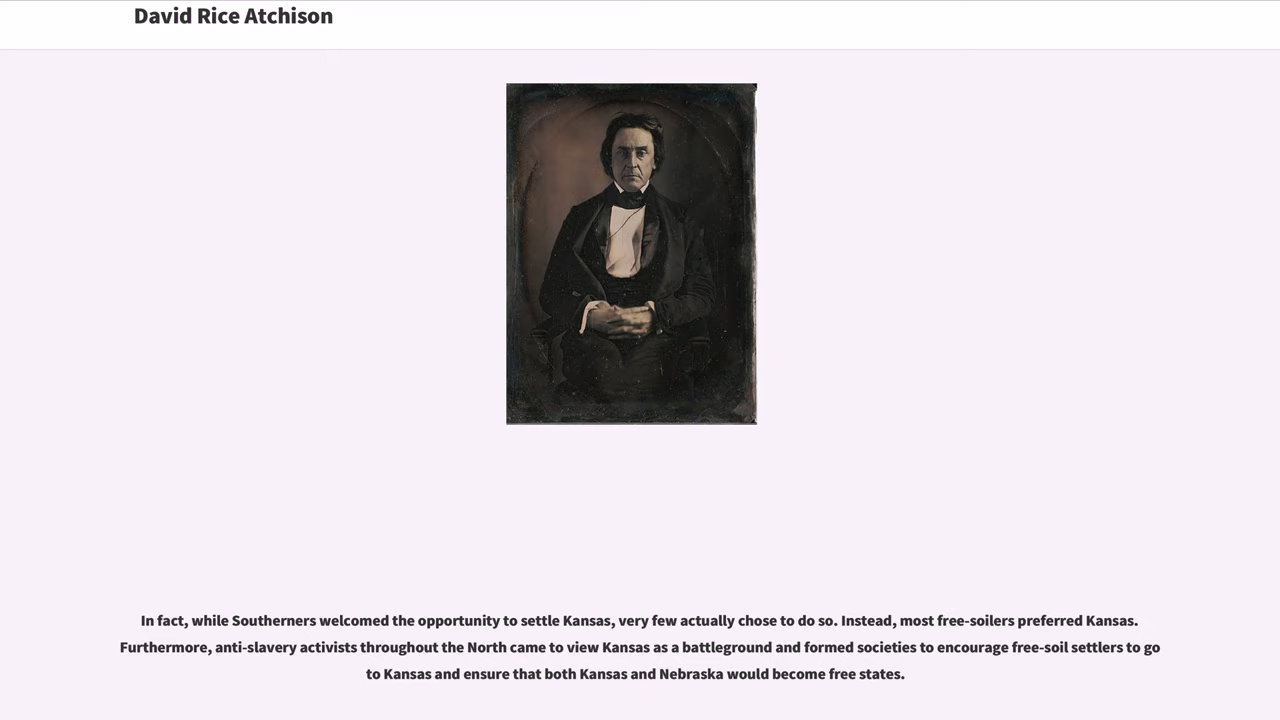 David Rice Atchison
In fact, while Southerners welcomed the opportunity to settle Kansas, very few actually chose to do so. Instead, most free-soilers preferred Kansas.
Furthermore, anti-slavery activists throughout the North came to view Kansas as a battleground and formed societies to encourage free-soil settlers to go
to Kansas and ensure that both Kansas and Nebraska would become free states.